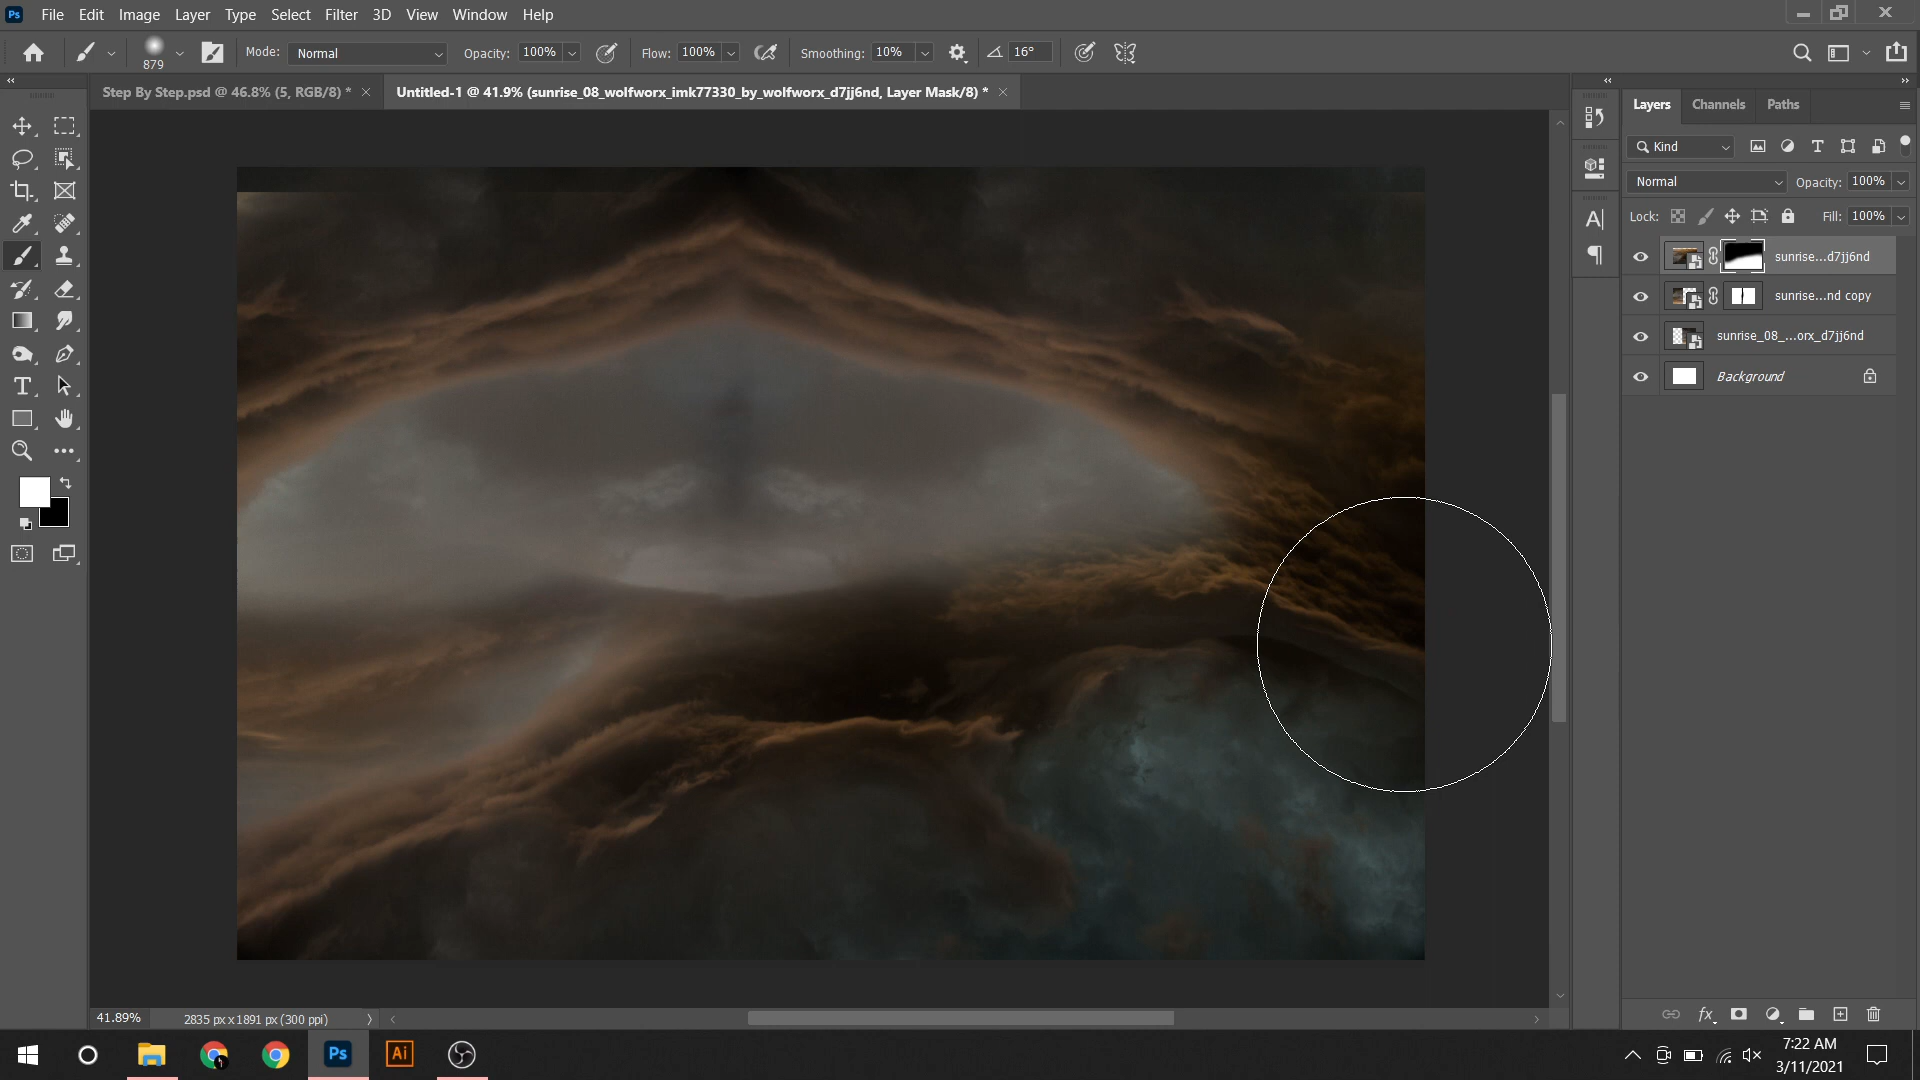 Ps File Edit Image Layer Type Select Filter 3D View Window Help
879 Mode: Normal Opacity: 100% Flow: 100% Smoothing: 10% 16°
Step By Step.psd @ 46.8% (5, RGB/8) * Untitled-1 @ 41.9% (sunrise_08_wolfworx_imk77330_by_wolfworx_d7jj6nd, Layer Mask/8) *
Layers Channels Paths
Kind
Normal Opacity: 100%
Lock: Fill: 100%
sunrise...d7jj6nd
sunrise...nd copy
sunrise_08_...orx_d7jj6nd
Background
41.89% 2835 px x 1891 px (300 ppi)
Ps Ai
7:22 AM
3/11/2021